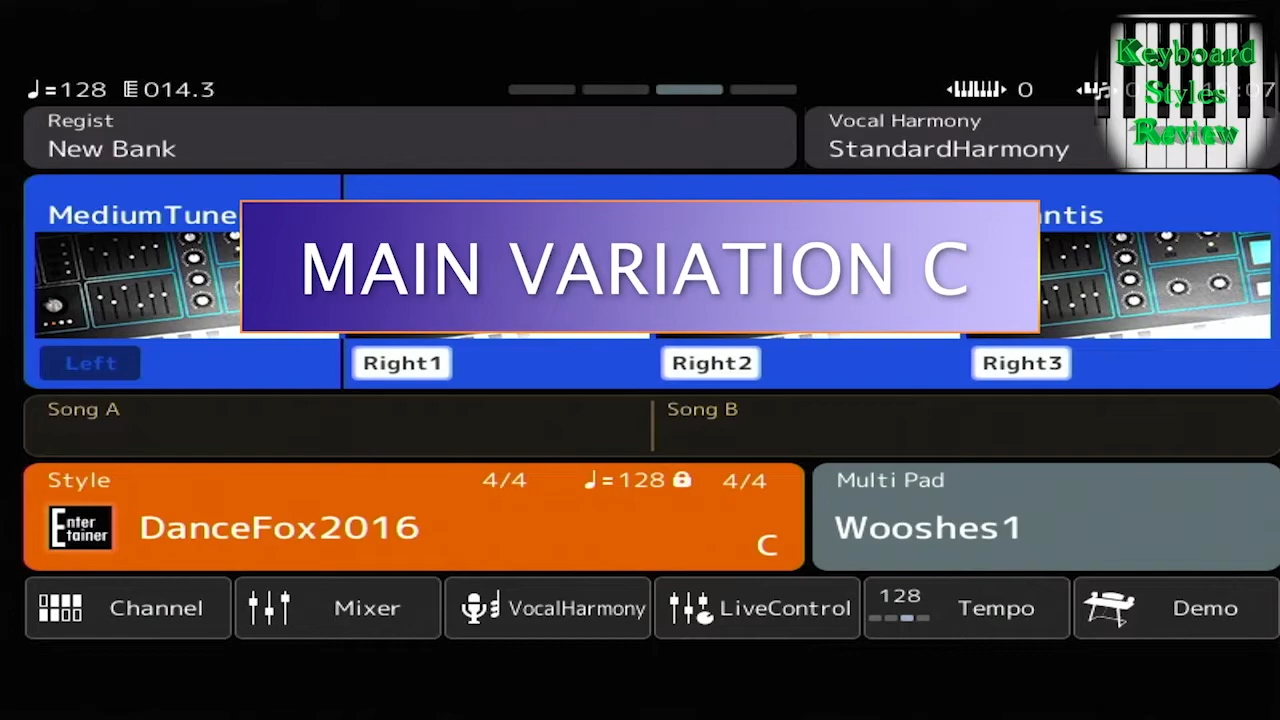 ♩=128 014.3
0
:07
Keyboard
Styles
Review
Regist
New Bank
Vocal Harmony
StandardHarmony
MediumTune
ntis
MAIN VARIATION C
Left
Right1
Right2
Right3
Song A
Song B
Style
4/4 ♩=128 4/4
Entertainer
DanceFox2016
C
Multi Pad
Wooshes1
Channel
Mixer
VocalHarmony
LiveControl
128
Tempo
Demo